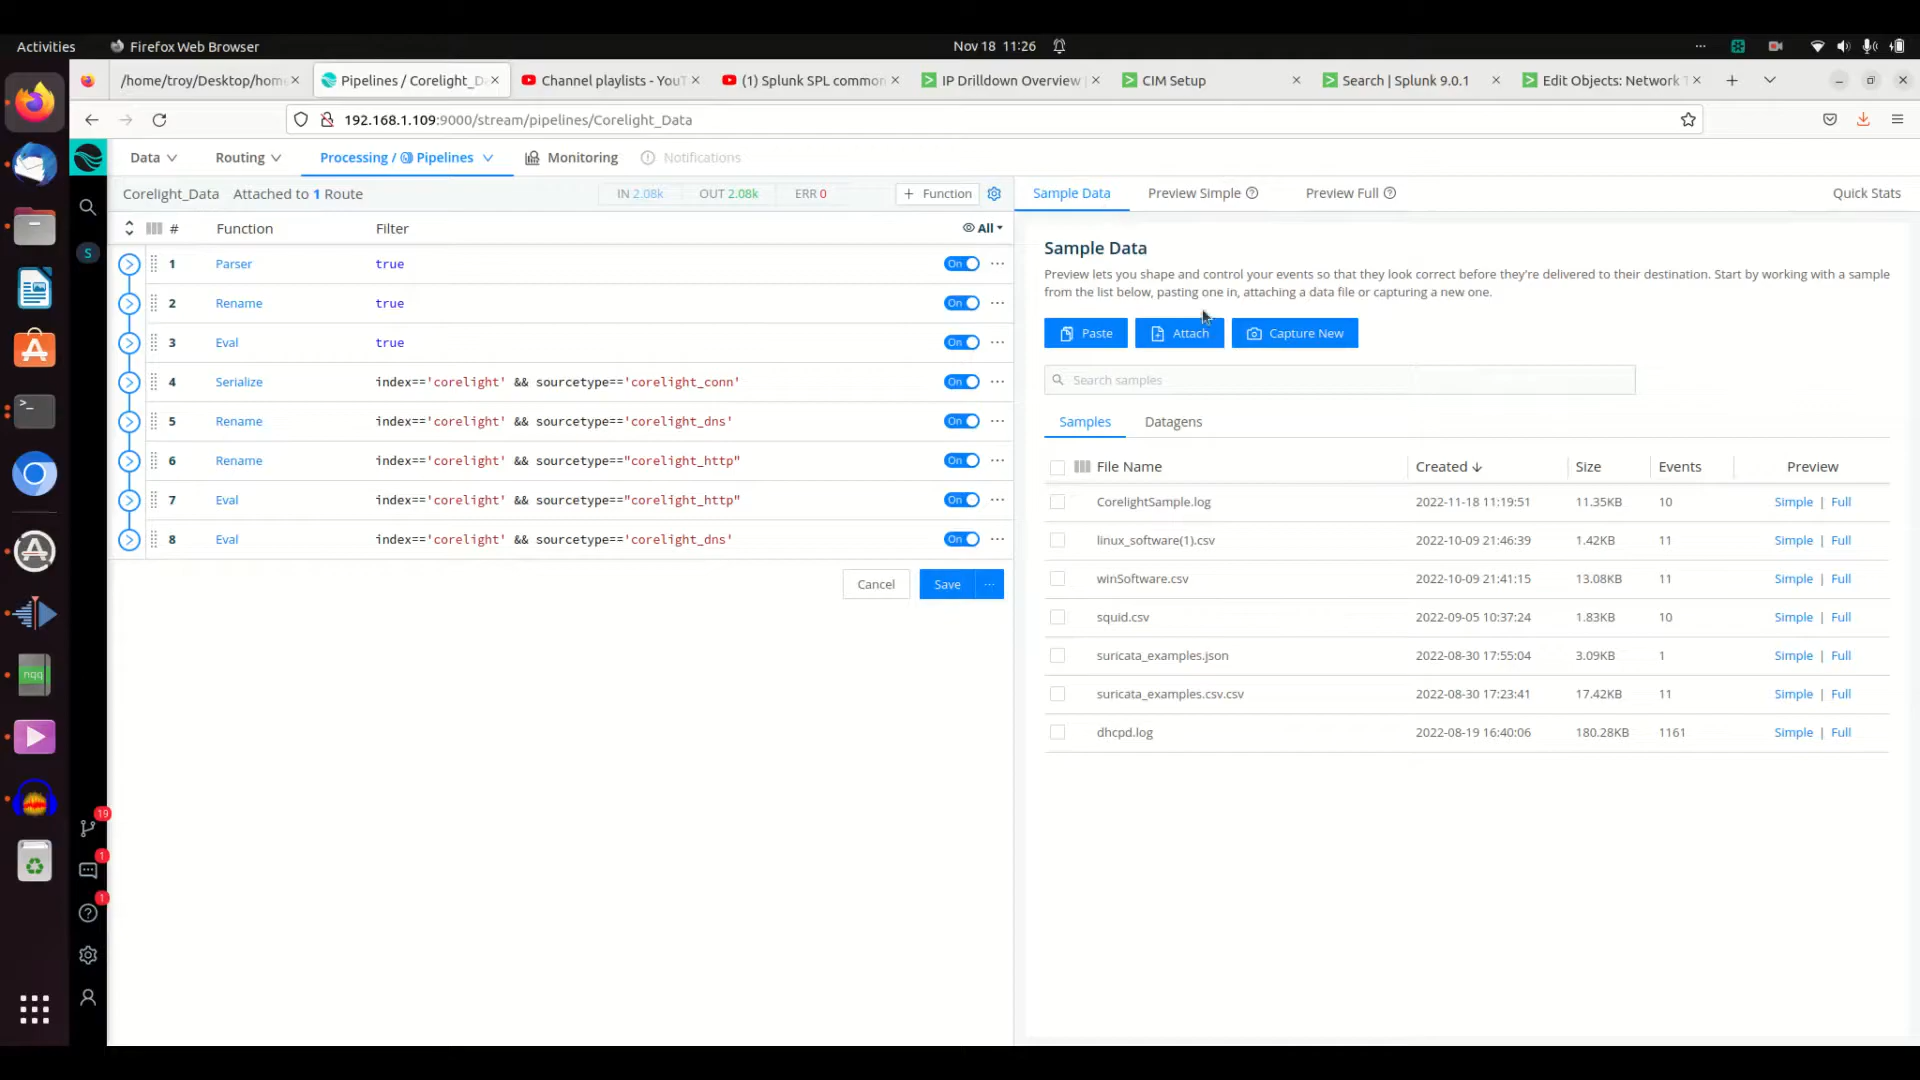 Activities
Firefox Web Browser
Nov 18 11:26
/home/troy/Desktop/hom
Pipelines / Corelight_D
Channel playlists - YouT
(1) Splunk SPL common
IP Drilldown Overview
CIM Setup
Search | Splunk 9.0.1
Edit Objects: Network T
192.168.1.109:9000/stream/pipelines/Corelight_Data
Data
Routing
Processing / Pipelines
Monitoring
Notifications
Corelight_Data Attached to 1 Route
IN 2.08k OUT 2.08k ERR 0
+ Function
# Function Filter All
1 Parser true On
2 Rename true On
3 Eval true On
4 Serialize index=='corelight' && sourcetype=='corelight_conn' On
5 Rename index=='corelight' && sourcetype=='corelight_dns' On
6 Rename index=='corelight' && sourcetype=="corelight_http" On
7 Eval index=='corelight' && sourcetype=="corelight_http" On
8 Eval index=='corelight' && sourcetype=='corelight_dns' On
Cancel Save ...
S
19
1
1
nqq
Sample Data Preview Simple Preview Full Quick Stats
Sample Data
Preview lets you shape and control your events so that they look correct before they're delivered to their destination. Start by working with a sample
from the list below, pasting one in, attaching a data file or capturing a new one.
Paste Attach Capture New
Search samples
Samples Datagens
File Name Created Size Events Preview
CorelightSample.log 2022-11-18 11:19:51 11.35KB 10 Simple | Full
linux_software(1).csv 2022-10-09 21:46:39 1.42KB 11 Simple | Full
winSoftware.csv 2022-10-09 21:41:15 13.08KB 11 Simple | Full
squid.csv 2022-09-05 10:37:24 1.83KB 10 Simple | Full
suricata_examples.json 2022-08-30 17:55:04 3.09KB 1 Simple | Full
suricata_examples.csv.csv 2022-08-30 17:23:41 17.42KB 11 Simple | Full
dhcpd.log 2022-08-19 16:40:06 180.28KB 1161 Simple | Full